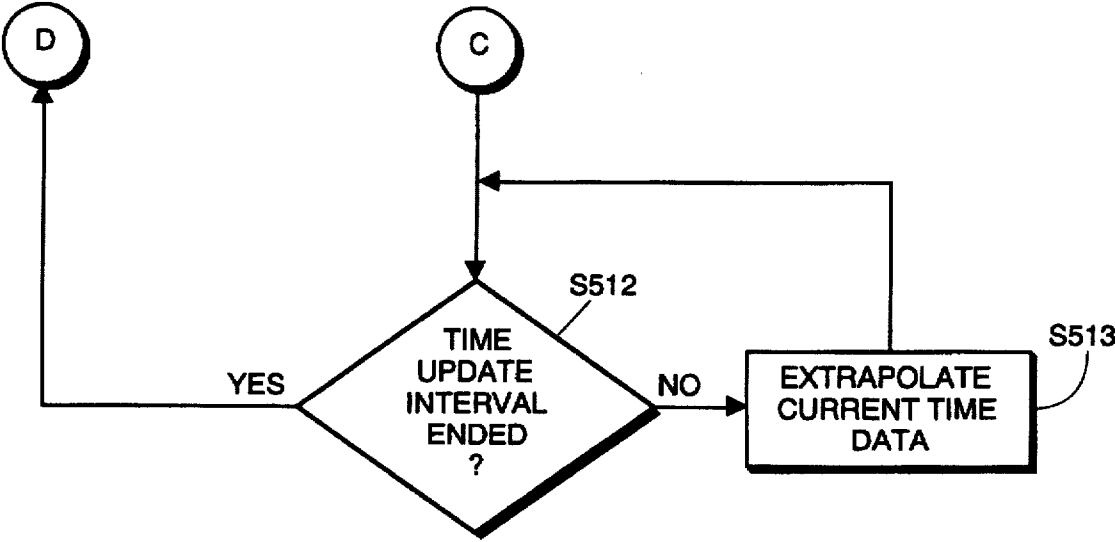 D
C
S512
TIME
UPDATE
INTERVAL
ENDED
?
YES
NO
EXTRAPOLATE
CURRENT TIME
DATA
S513